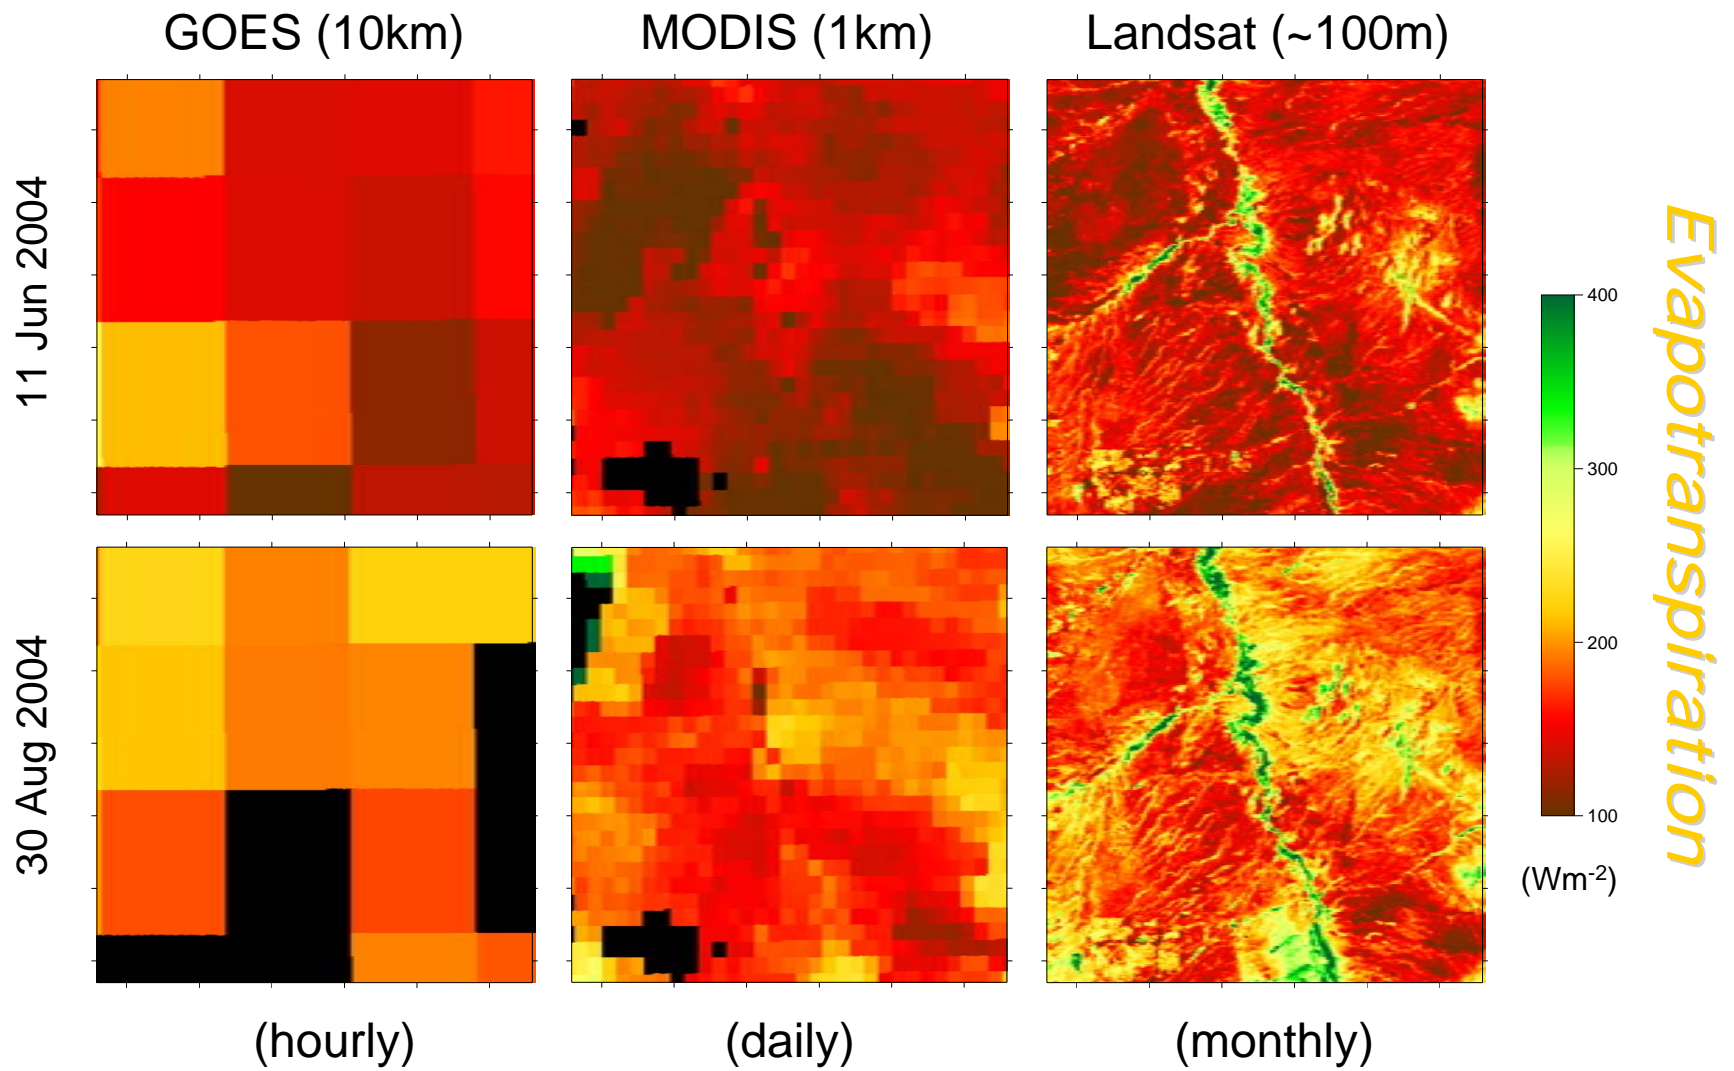 GOES (10km)
MODIS (1km)
Landsat (~100m)
11 Jun 2004
30 Aug 2004
400
300
200
100
(Wm-2)
Evapotranspiration
(hourly)
(daily)
(monthly)